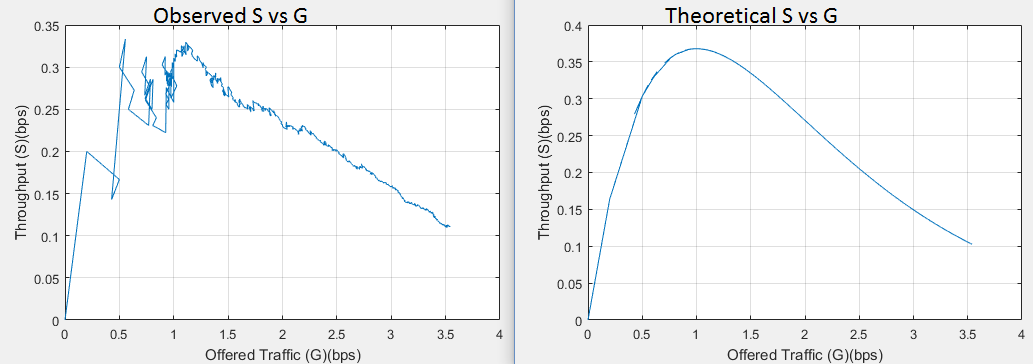 Observed S vs G
Theoretical S vs G
0.35
0.3
0.25
0.2
0.15
0.1
0.05
0
Throughput (S)(bps)
0 0.5 1 1.5 2 2.5 3 3.5 4
Offered Traffic (G)(bps)
0.4
0.35
0.3
0.25
0.2
0.15
0.1
0.05
0
Throughput (S)(bps)
0 0.5 1 1.5 2 2.5 3 3.5 4
Offered Traffic (G)(bps)